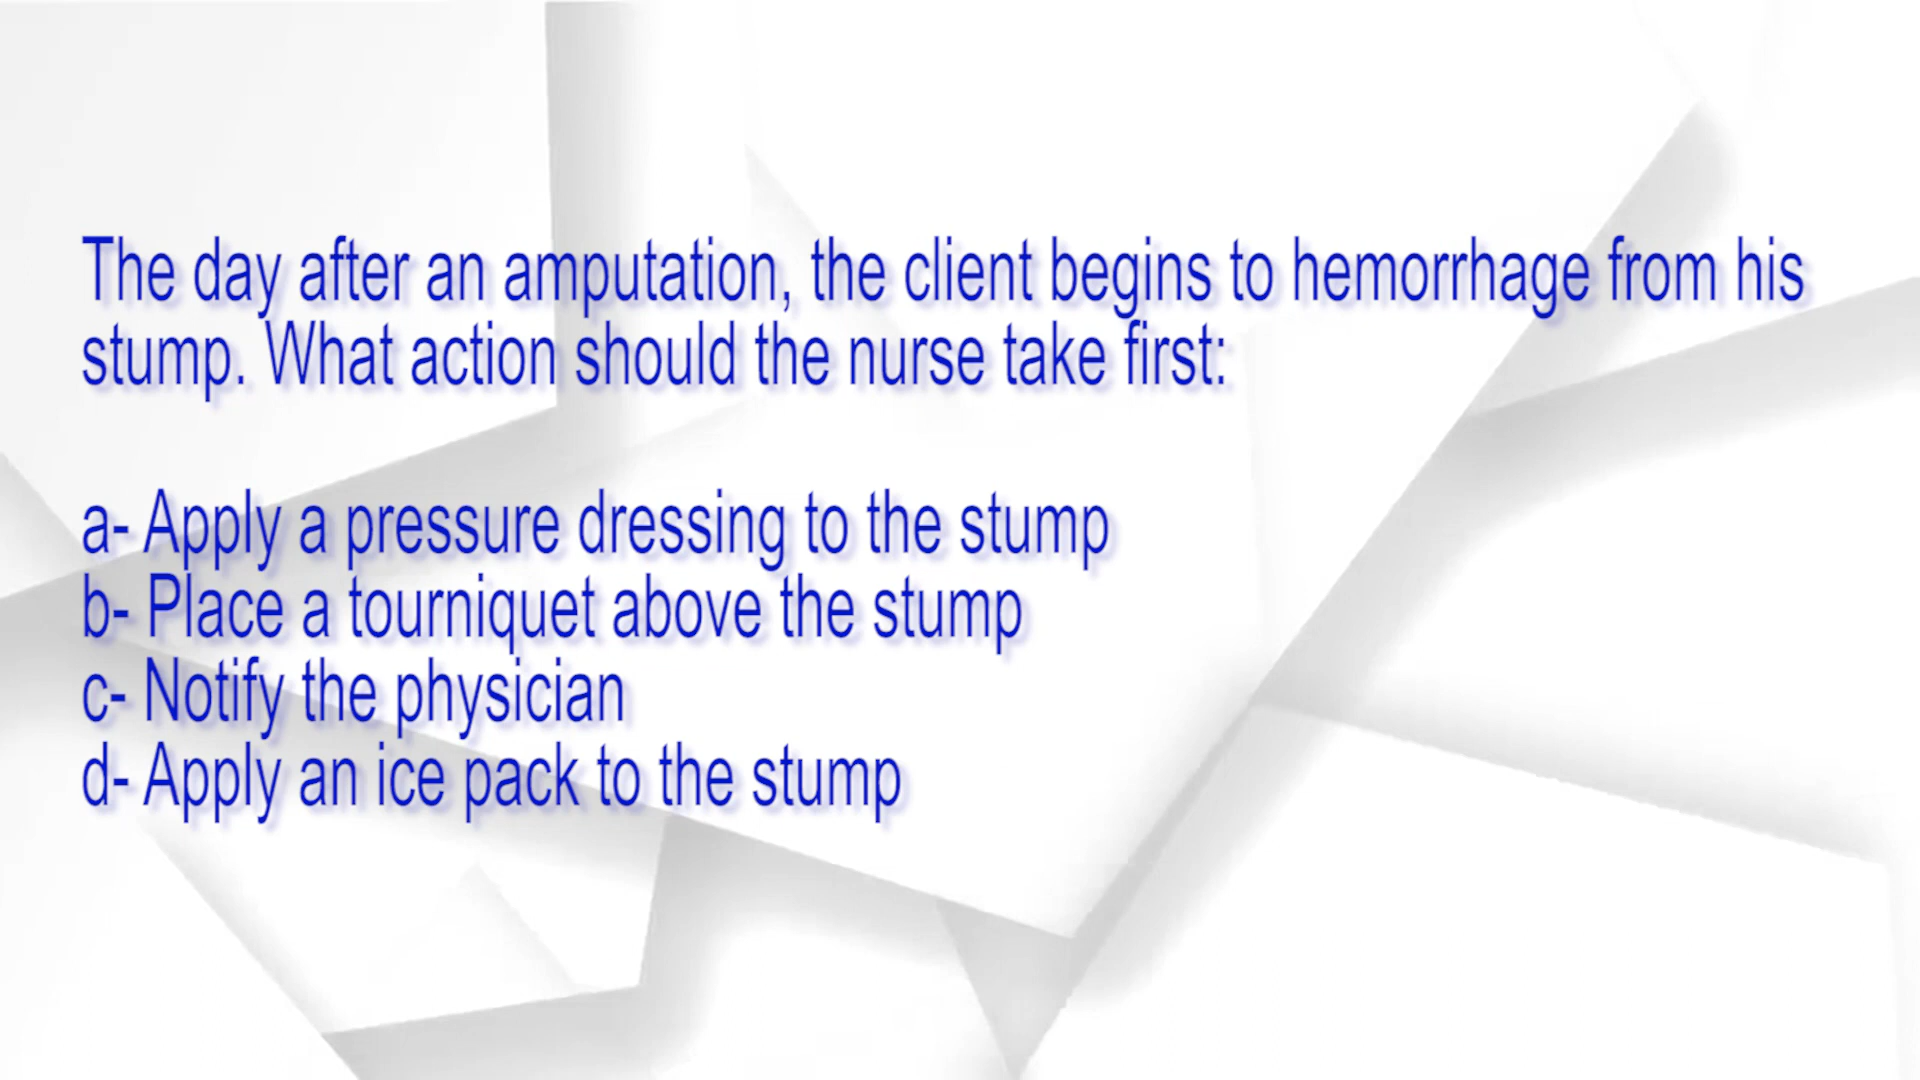 The day after an amputation, the client begins to hemorrhage from his
stump. What action should the nurse take first:
a- Apply a pressure dressing to the stump
b- Place a tourniquet above the stump
c- Notify the physician
d- Apply an ice pack to the stump